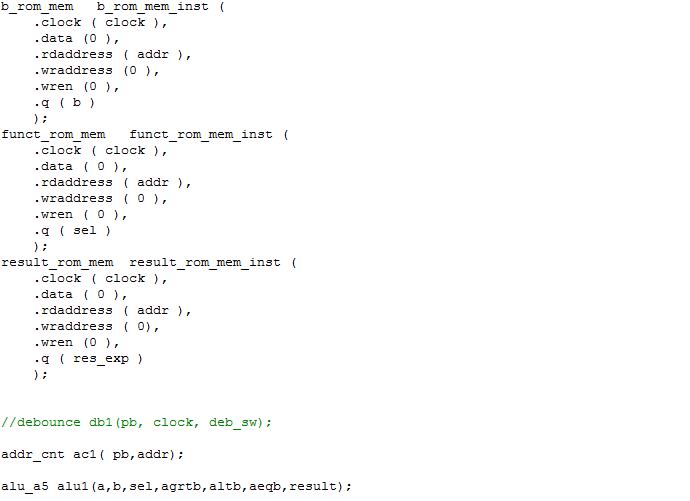 b_rom_mem   b_rom_mem_inst (
    .clock ( clock ),
    .data (0 ),
    .rdaddress ( addr ),
    .wraddress (0 ),
    .wren (0 ),
    .q ( b )
    );
funct_rom_mem   funct_rom_mem_inst (
    .clock ( clock ),
    .data ( 0 ),
    .rdaddress ( addr ),
    .wraddress ( 0 ),
    .wren ( 0 ),
    .q ( sel )
    );
result_rom_mem  result_rom_mem_inst (
    .clock ( clock ),
    .data ( 0 ),
    .rdaddress ( addr ),
    .wraddress ( 0),
    .wren (0 ),
    .q ( res_exp )
    );
//debounce db1(pb, clock, deb_sw);
addr_cnt ac1( pb,addr);
alu_a5 alu1(a,b,sel,agrtb,altb,aeqb,result);